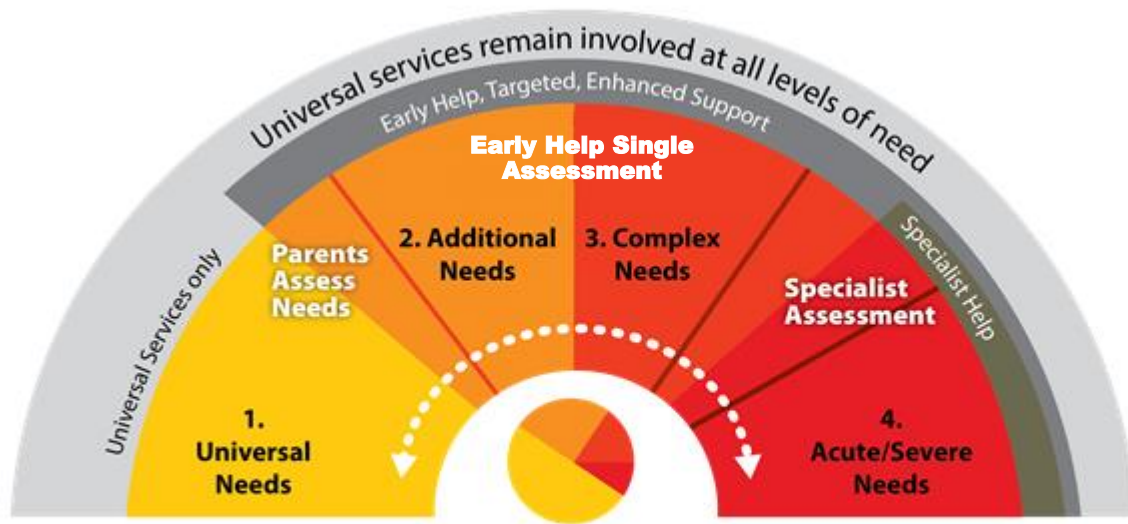 Universal services remain involved at all levels of need
Early Help, Targeted, Enhanced Support
Early Help Single
Assessment
Universal Services only
Parents
Assess
Needs
2. Additional
Needs
3. Complex
Needs
Specialist
Assessment
Specialist Help
1.
Universal
Needs
4.
Acute/Severe
Needs